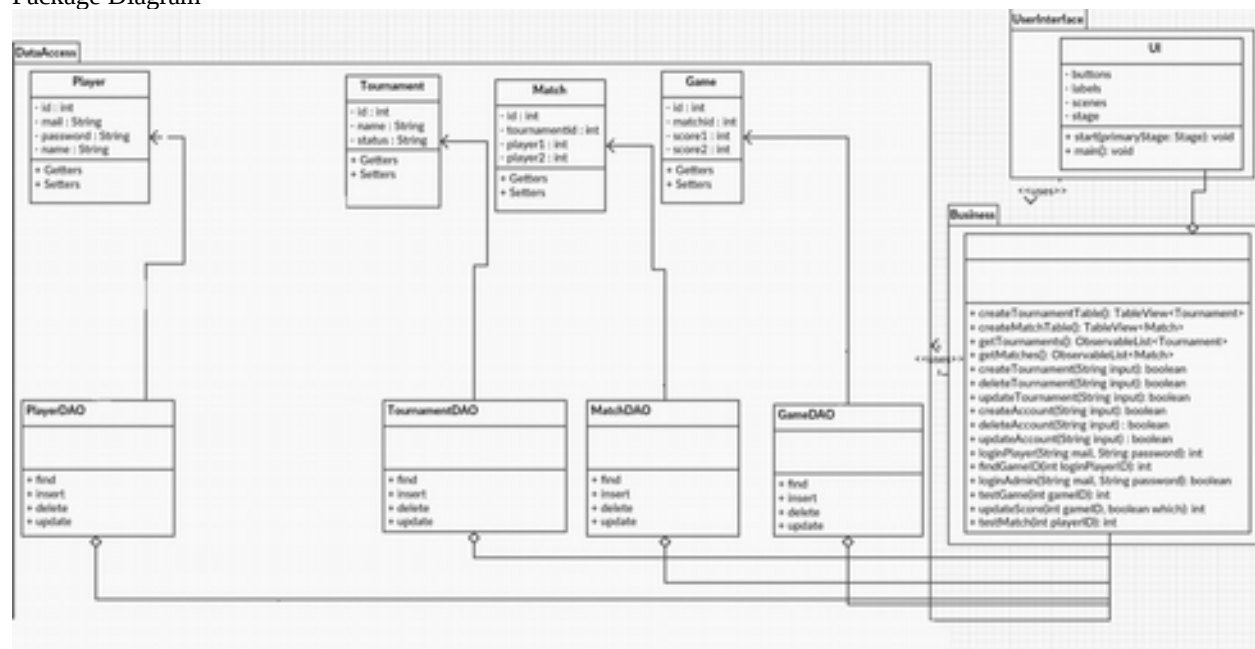 Package Diagram
UserInterface
UI
- buttons
- labels
- scenes
- stage
+ start(primaryStage: Stage): void
+ main(): void
<<uses>>
DataAccess
Player
- id : int
- mail : String
- password : String
- name : String
+ Getters
+ Setters
Tournament
- id : int
- name : String
- status : String
+ Getters
+ Setters
Match
- id : int
- tournamentid : int
- player1 : int
- player2 : int
+ Getters
+ Setters
Game
- id : int
- matchid : int
- score1 : int
- score2 : int
+ Getters
+ Setters
Business
+ createTournamentTable(): TableView<Tournament>
+ createMatchTable(): TableView<Match>
+ getTournaments(): ObservableList<Tournament>
+ getMatches(): ObservableList<Match>
+ createTournament(String input): boolean
+ deleteTournament(String input): boolean
+ updateTournament(String input): boolean
+ createAccount(String input): boolean
+ deleteAccount(String input) : boolean
+ updateAccount(String input) : boolean
+ loginPlayer(String mail, String password): int
+ findGameID(int loginPlayerID): int
+ loginAdmin(String mail, String password): boolean
+ testGame(int gameID): int
+ updateScore(int gameID, boolean which): int
+ testMatch(int playerID): int
<<uses>>
PlayerDAO
+ find
+ insert
+ delete
+ update
TournamentDAO
+ find
+ insert
+ delete
+ update
MatchDAO
+ find
+ insert
+ delete
+ update
GameDAO
+ find
+ insert
+ delete
+ update